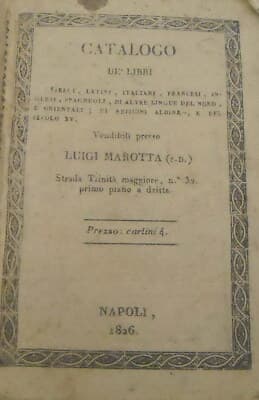 CATALOGO
DE' LIBRI
GRECI, LATINI, ITALIANI, FRANCESI, IN-
GLESI, SPAGNUOLI, DI ALTRE LINGUE DEL NORD,
E ORIENTALI; DI EDIZIONI ALDINE, E DEL
SECOLO XV.
Vendibili presso
LUIGI MAROTTA
Strada Trinità maggiore, n.º 39.
primo piano a dritta.
Prezzo: carlini 4.
NAPOLI,
1826.